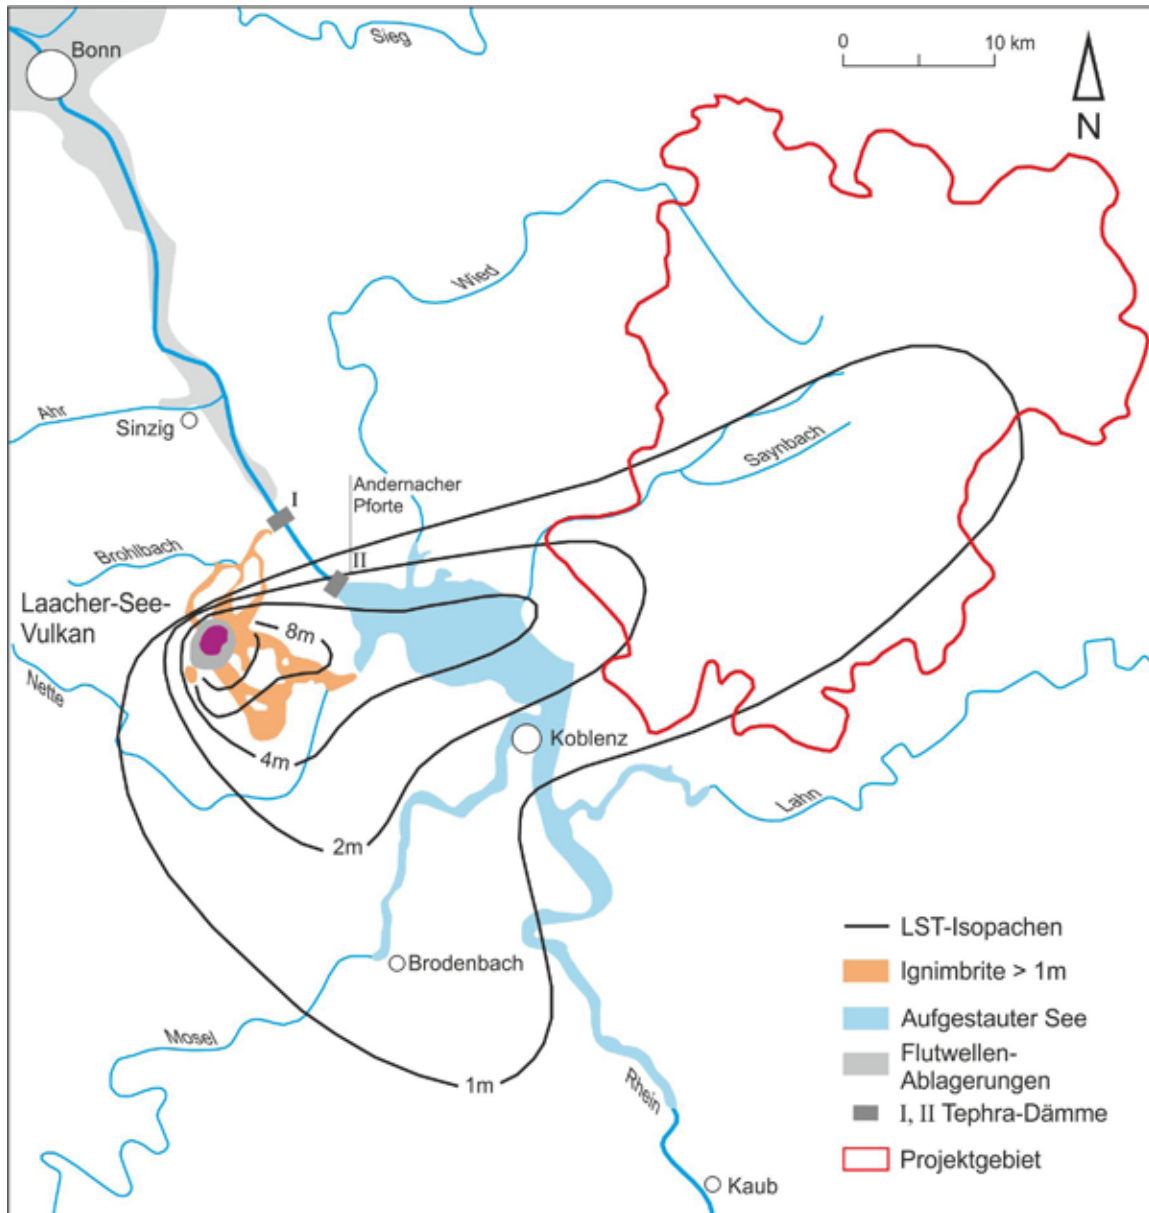 Sieg
Bonn
0 10 km
N
Wied
Ahr
Sinzig
Saynbach
I
Andernacher
Pforte
Brohlbach
II
Laacher-See-
Vulkan
8m
Nette
Koblenz
4m
Lahn
2m
LST-Isopachen
Brodenbach
Ignimbrite > 1m
Aufgestauter See
Mosel
Flutwellen-
Ablagerungen
1m
Rhein
I, II Tephra-Dämme
Projektgebiet
Kaub